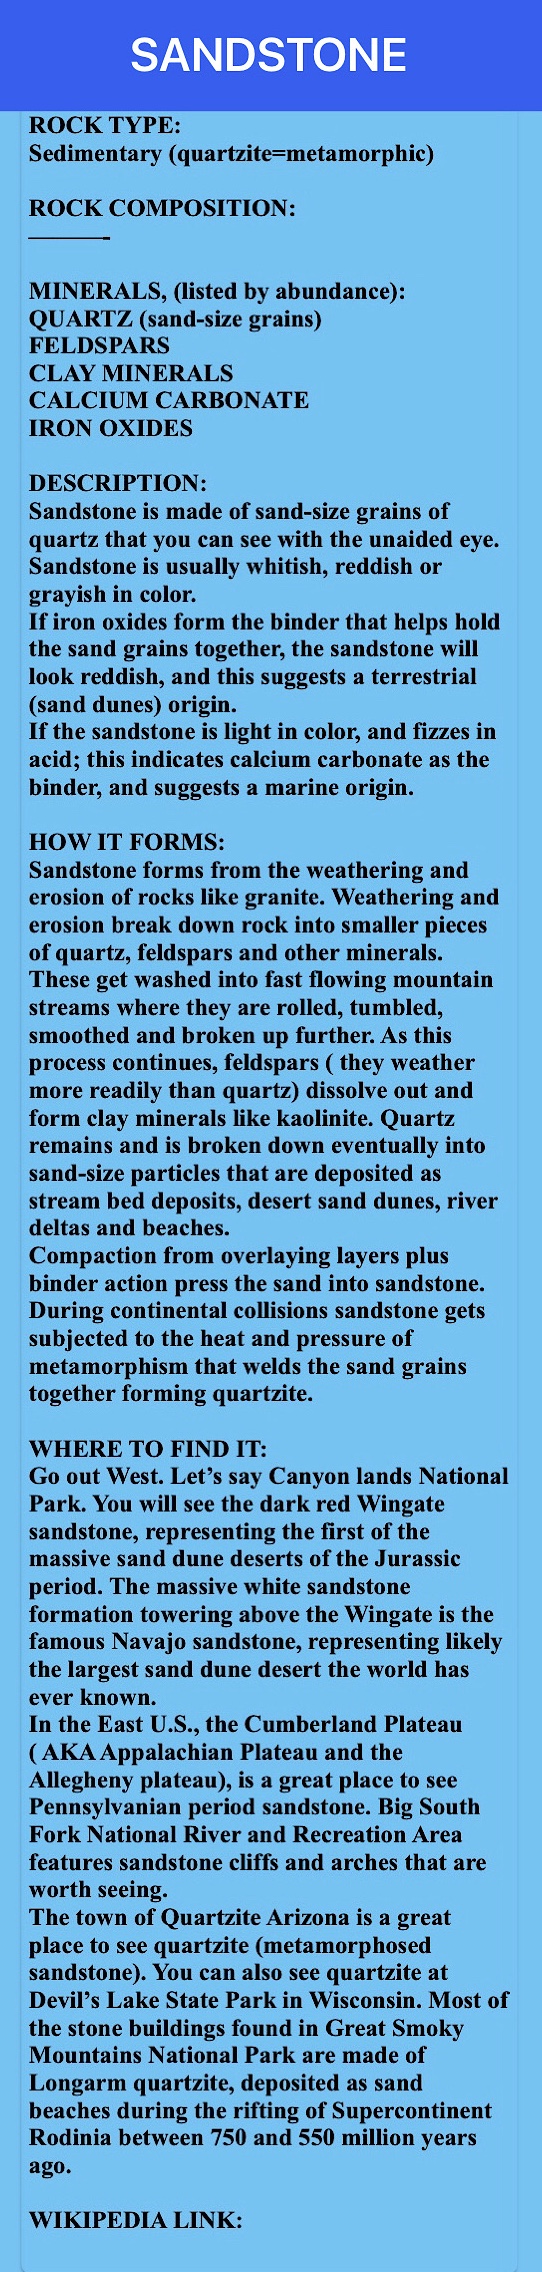 SANDSTONE
ROCK TYPE:
Sedimentary (quartzite=metamorphic)
ROCK COMPOSITION:
———-
MINERALS, (listed by abundance):
QUARTZ (sand-size grains)
FELDSPARS
CLAY MINERALS
CALCIUM CARBONATE
IRON OXIDES
DESCRIPTION:
Sandstone is made of sand-size grains of
quartz that you can see with the unaided eye.
Sandstone is usually whitish, reddish or
grayish in color.
If iron oxides form the binder that helps hold
the sand grains together, the sandstone will
look reddish, and this suggests a terrestrial
(sand dunes) origin.
If the sandstone is light in color, and fizzes in
acid; this indicates calcium carbonate as the
binder, and suggests a marine origin.
HOW IT FORMS:
Sandstone forms from the weathering and
erosion of rocks like granite. Weathering and
erosion break down rock into smaller pieces
of quartz, feldspars and other minerals.
These get washed into fast flowing mountain
streams where they are rolled, tumbled,
smoothed and broken up further. As this
process continues, feldspars ( they weather
more readily than quartz) dissolve out and
form clay minerals like kaolinite. Quartz
remains and is broken down eventually into
sand-size particles that are deposited as
stream bed deposits, desert sand dunes, river
deltas and beaches.
Compaction from overlaying layers plus
binder action press the sand into sandstone.
During continental collisions sandstone gets
subjected to the heat and pressure of
metamorphism that welds the sand grains
together forming quartzite.
WHERE TO FIND IT:
Go out West. Let’s say Canyon lands National
Park. You will see the dark red Wingate
sandstone, representing the first of the
massive sand dune deserts of the Jurassic
period. The massive white sandstone
formation towering above the Wingate is the
famous Navajo sandstone, representing likely
the largest sand dune desert the world has
ever known.
In the East U.S., the Cumberland Plateau
( AKA Appalachian Plateau and the
Allegheny plateau), is a great place to see
Pennsylvanian period sandstone. Big South
Fork National River and Recreation Area
features sandstone cliffs and arches that are
worth seeing.
The town of Quartzite Arizona is a great
place to see quartzite (metamorphosed
sandstone). You can also see quartzite at
Devil’s Lake State Park in Wisconsin. Most of
the stone buildings found in Great Smoky
Mountains National Park are made of
Longarm quartzite, deposited as sand
beaches during the rifting of Supercontinent
Rodinia between 750 and 550 million years
ago.
WIKIPEDIA LINK: